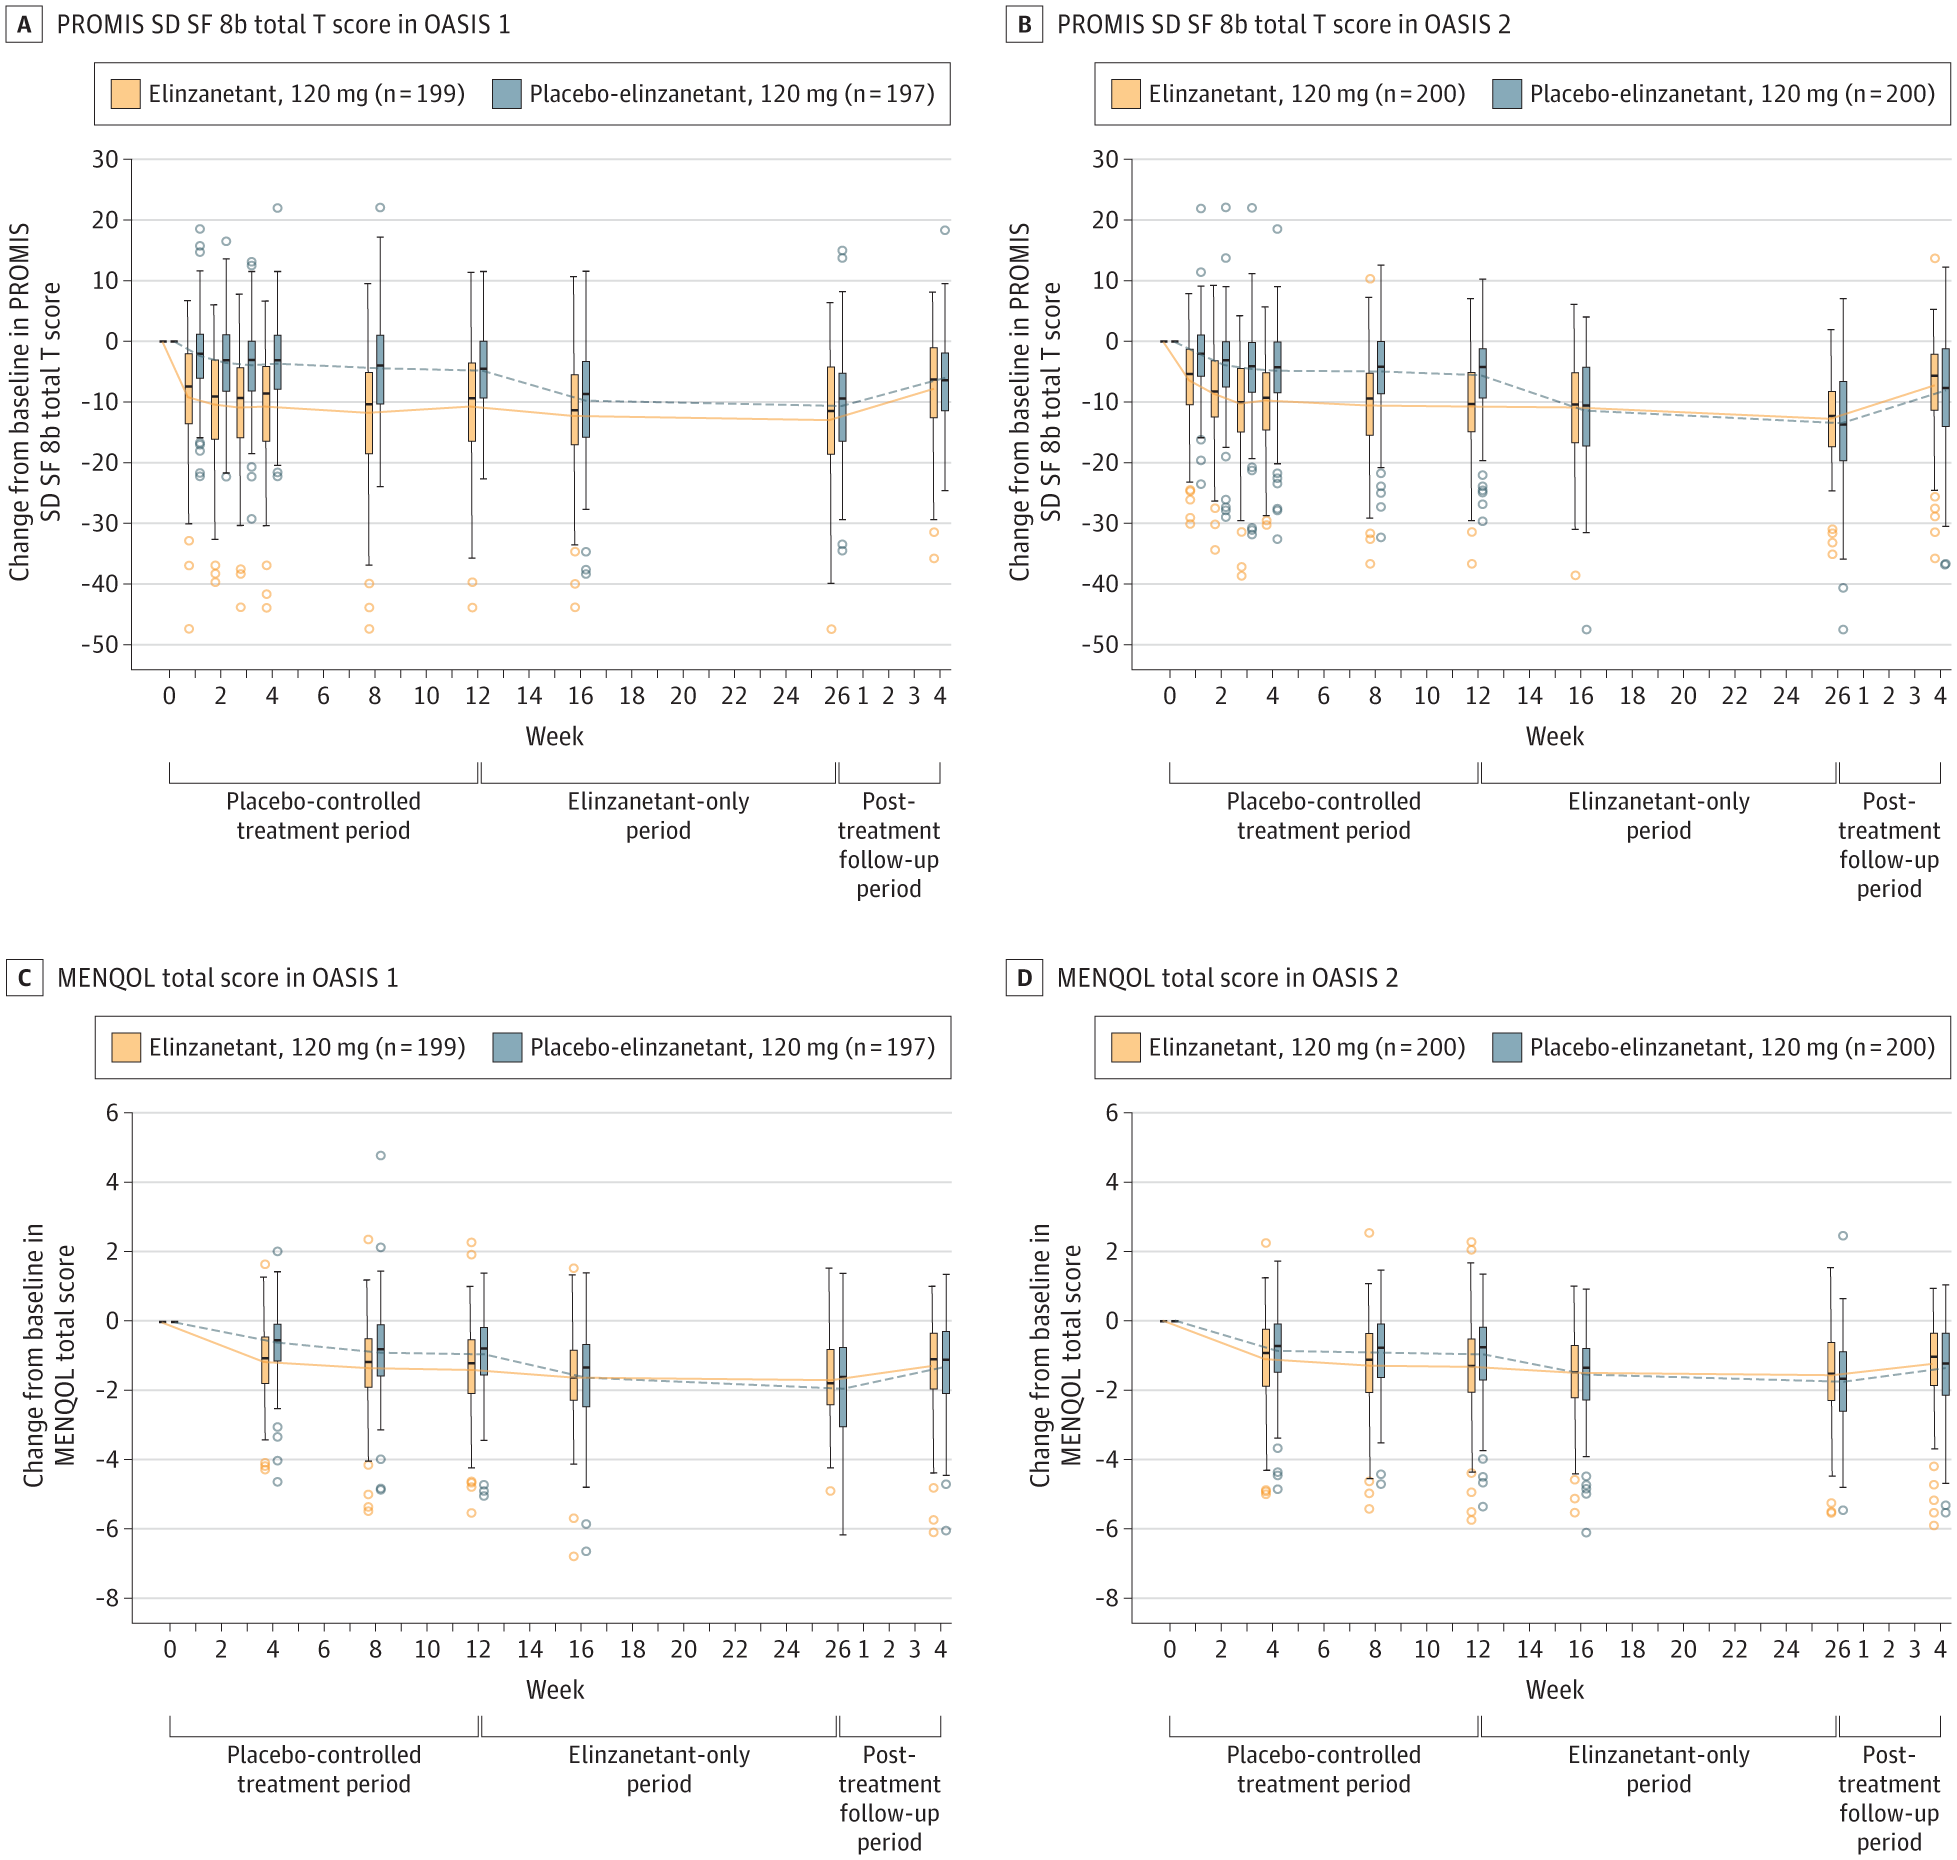 A PROMIS SD SF 8b total T score in OASIS 1
Elinzanetant, 120 mg (n = 199) Placebo-elinzanetant, 120 mg (n = 197)
Change from baseline in PROMIS
SD SF 8b total T score
30
20
10
0
-10
-20
-30
-40
-50
0 2 4 6 8 10 12 14 16 18 20 22 24 26 1 2 3 4
Week
Placebo-controlled
treatment period
Elinzanetant-only
period
Post-
treatment
follow-up
period
B PROMIS SD SF 8b total T score in OASIS 2
Elinzanetant, 120 mg (n = 200) Placebo-elinzanetant, 120 mg (n = 200)
Change from baseline in PROMIS
SD SF 8b total T score
30
20
10
0
-10
-20
-30
-40
-50
0 2 4 6 8 10 12 14 16 18 20 22 24 26 1 2 3 4
Week
Placebo-controlled
treatment period
Elinzanetant-only
period
Post-
treatment
follow-up
period
C MENQOL total score in OASIS 1
Elinzanetant, 120 mg (n = 199) Placebo-elinzanetant, 120 mg (n = 197)
Change from baseline in
MENQOL total score
6
4
2
0
-2
-4
-6
-8
0 2 4 6 8 10 12 14 16 18 20 22 24 26 1 2 3 4
Week
Placebo-controlled
treatment period
Elinzanetant-only
period
Post-
treatment
follow-up
period
D MENQOL total score in OASIS 2
Elinzanetant, 120 mg (n = 200) Placebo-elinzanetant, 120 mg (n = 200)
Change from baseline in
MENQOL total score
6
4
2
0
-2
-4
-6
-8
0 2 4 6 8 10 12 14 16 18 20 22 24 26 1 2 3 4
Week
Placebo-controlled
treatment period
Elinzanetant-only
period
Post-
treatment
follow-up
period